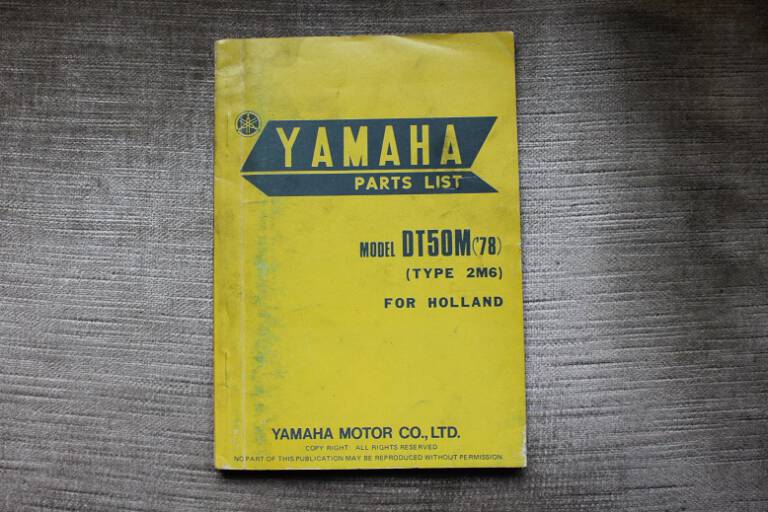 YAMAHA
PARTS LIST
MODEL DT50M('78)
(TYPE 2M6)
FOR HOLLAND
YAMAHA MOTOR CO., LTD.
COPY RIGHT. ALL RIGHTS RESERVED
NO PART OF THIS PUBLICATION MAY BE REPRODUCED WITHOUT PERMISSION